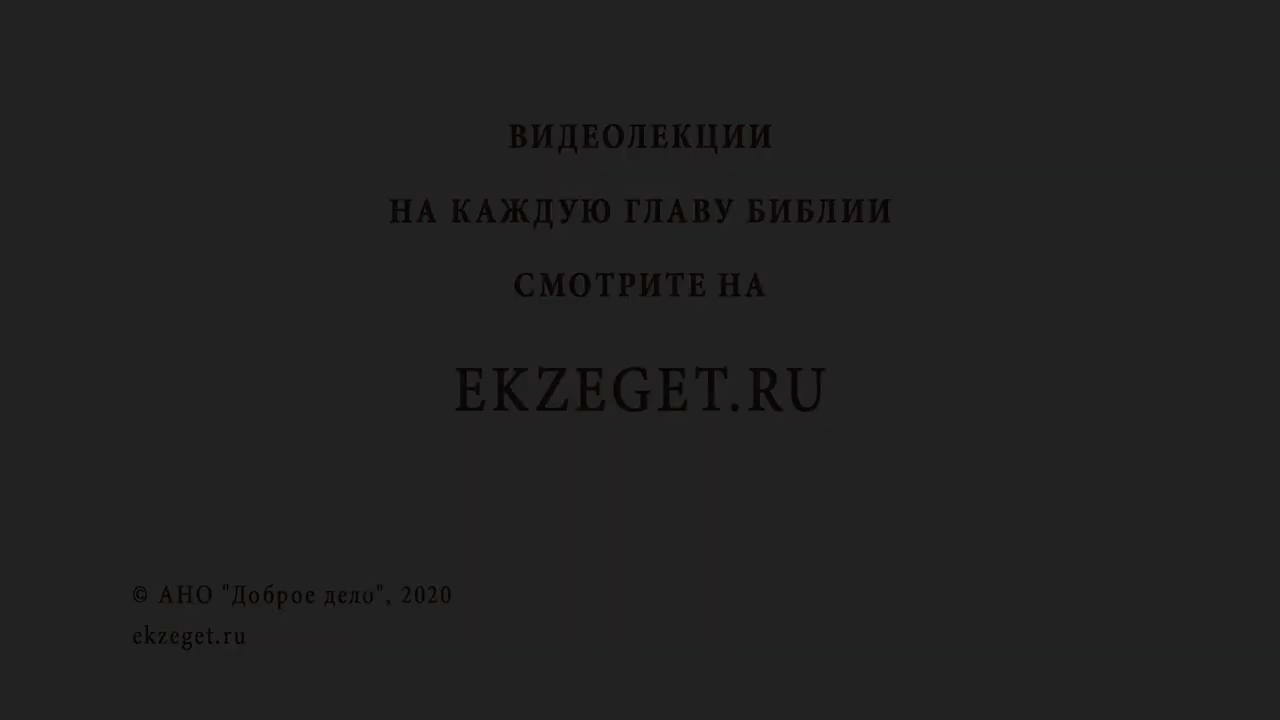 ВИДЕОЛЕКЦИИ
НА КАЖДУЮ ГЛАВУ БИБЛИИ
СМОТРИТЕ НА
EKZEGET.RU
© АНО "Доброе дело", 2020
ekzeget.ru